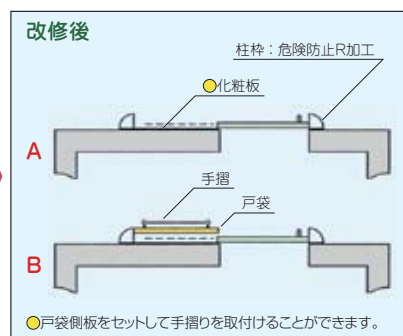 改修後
柱枠：危険防止R加工
●化粧板
A
手摺
戸袋
B
●戸袋側板をセットして手摺りを取付けることができます。